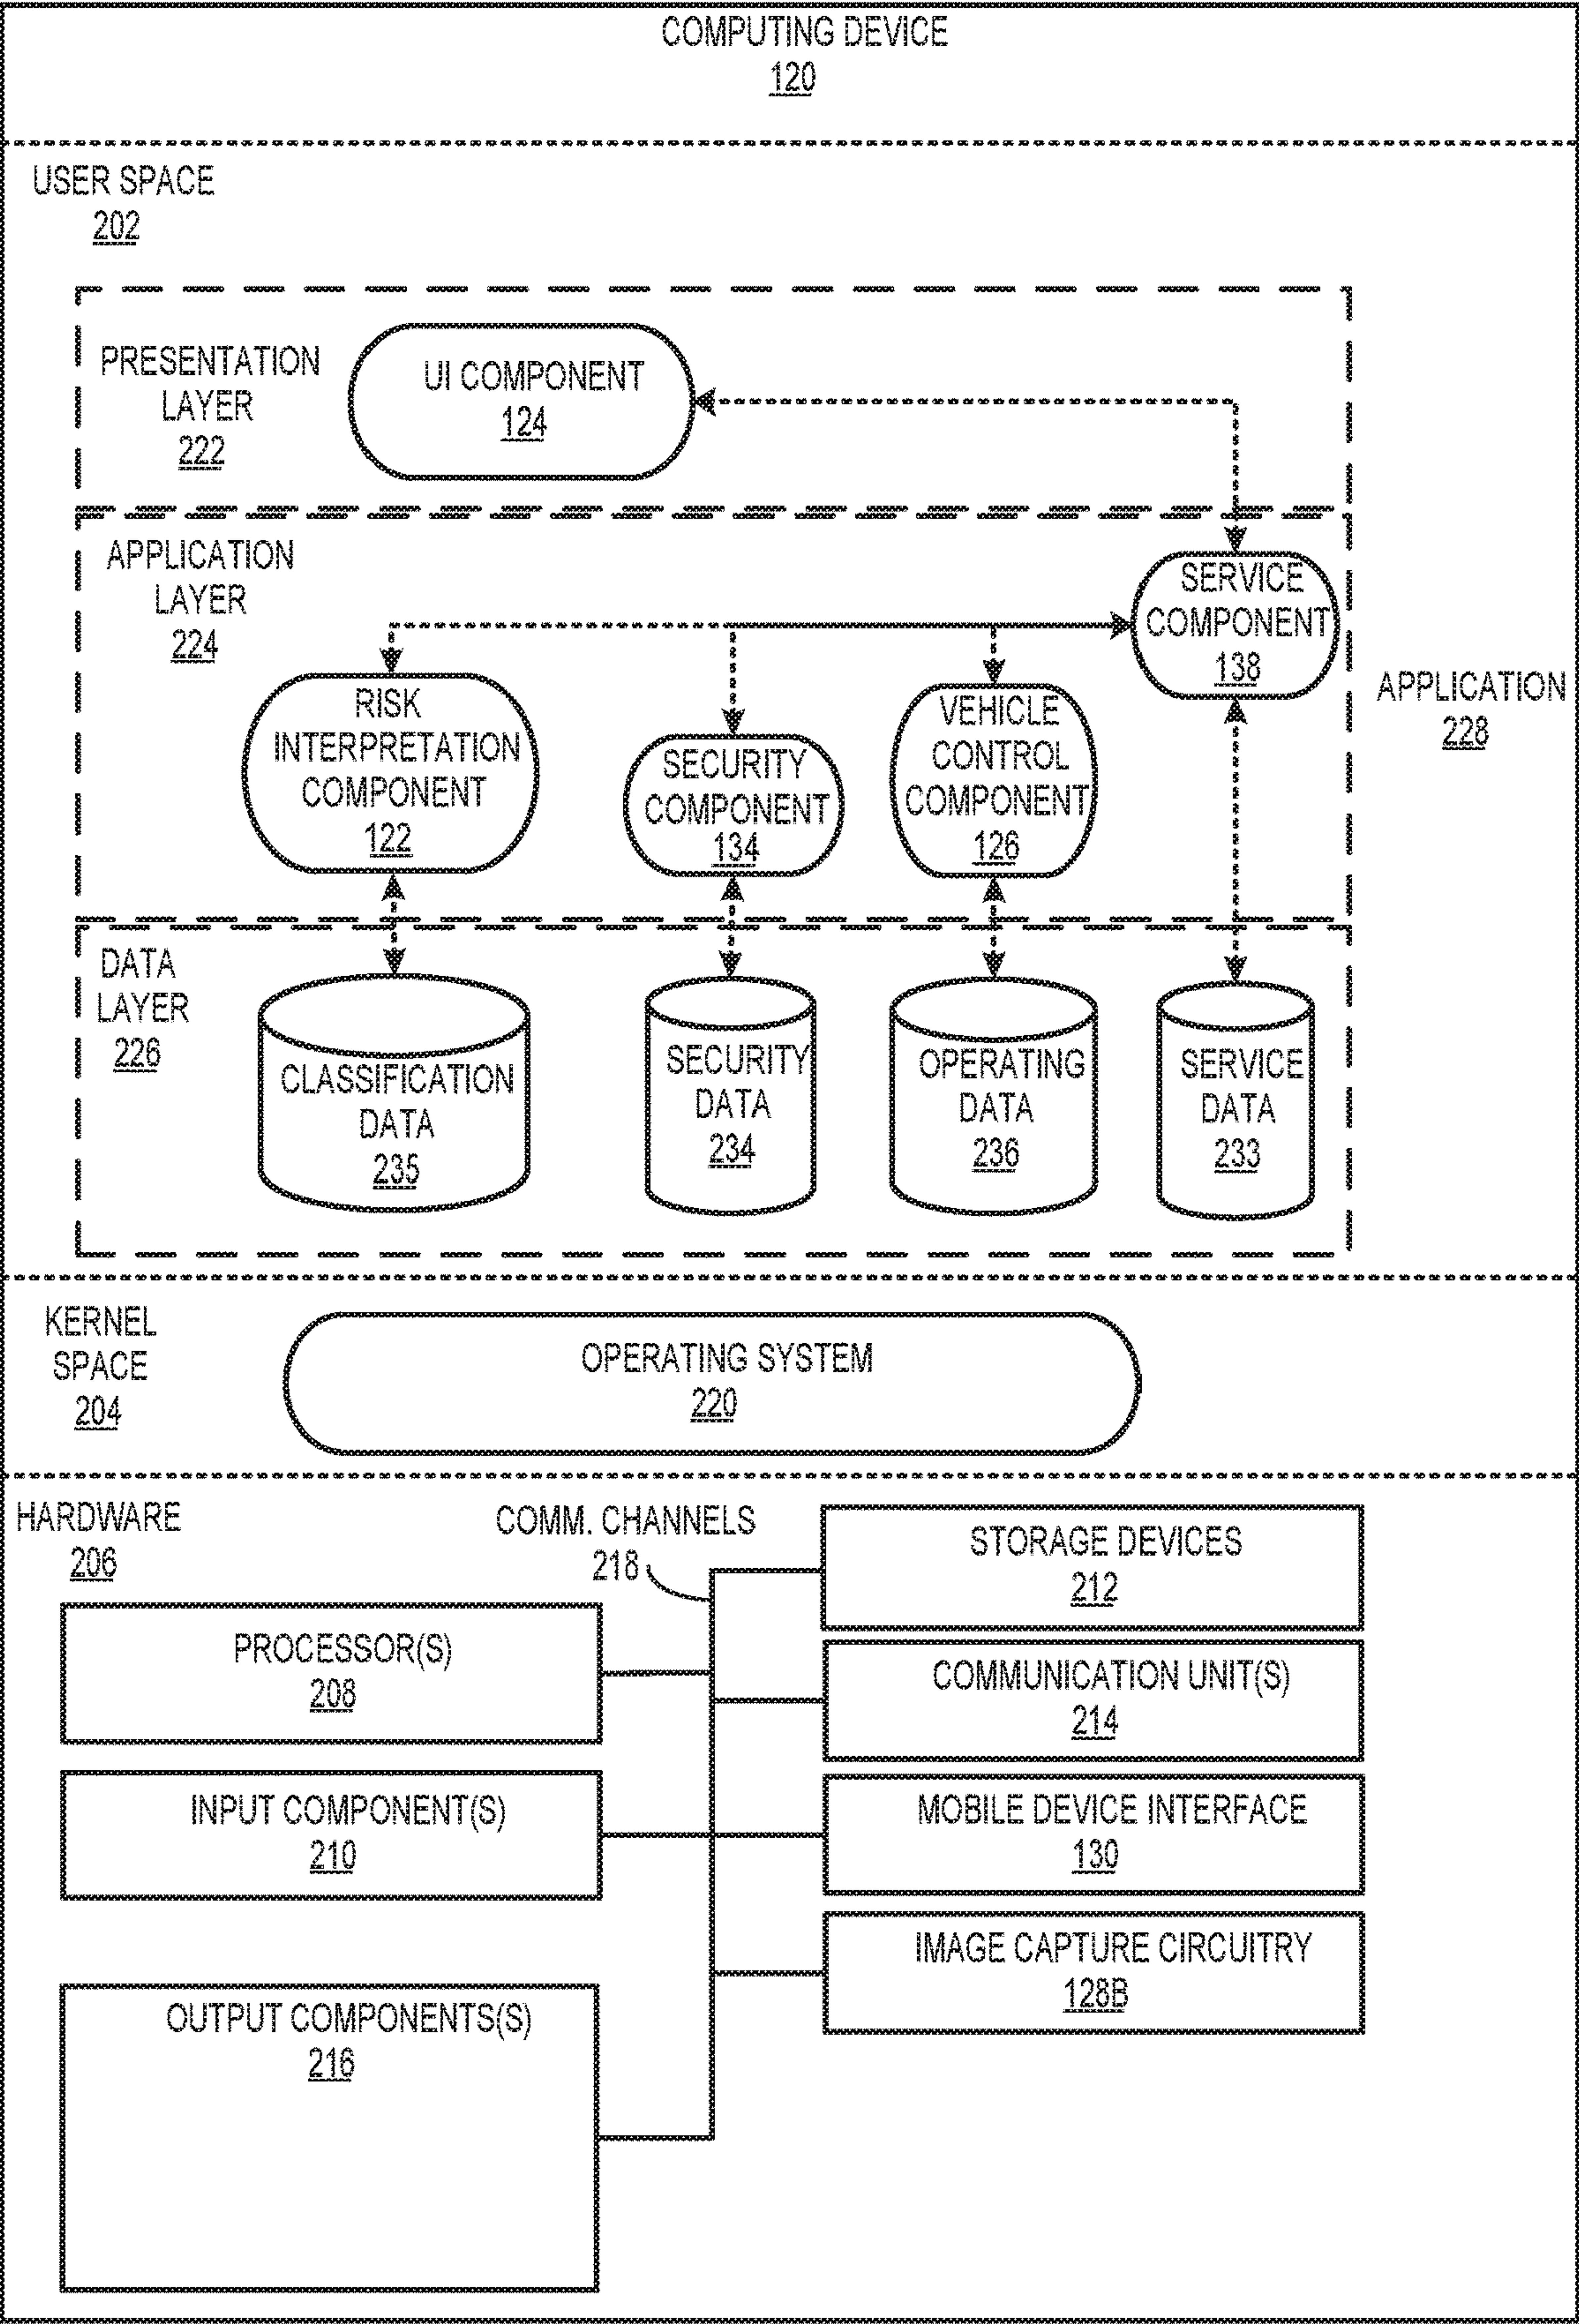 COMPUTING DEVICE
120
USER SPACE
202
PRESENTATION
LAYER
222
UI COMPONENT
124
APPLICATION
LAYER
224
SERVICE
COMPONENT
138
RISK
INTERPRETATION
COMPONENT
122
SECURITY
COMPONENT
134
VEHICLE
CONTROL
COMPONENT
126
APPLICATION
228
DATA
LAYER
226
CLASSIFICATION
DATA
235
SECURITY
DATA
234
OPERATING
DATA
236
SERVICE
DATA
233
KERNEL
SPACE
204
OPERATING SYSTEM
220
HARDWARE
206
COMM. CHANNELS
218
STORAGE DEVICES
212
PROCESSOR(S)
208
COMMUNICATION UNIT(S)
214
INPUT COMPONENT(S)
210
MOBILE DEVICE INTERFACE
130
IMAGE CAPTURE CIRCUITRY
128B
OUTPUT COMPONENTS(S)
216